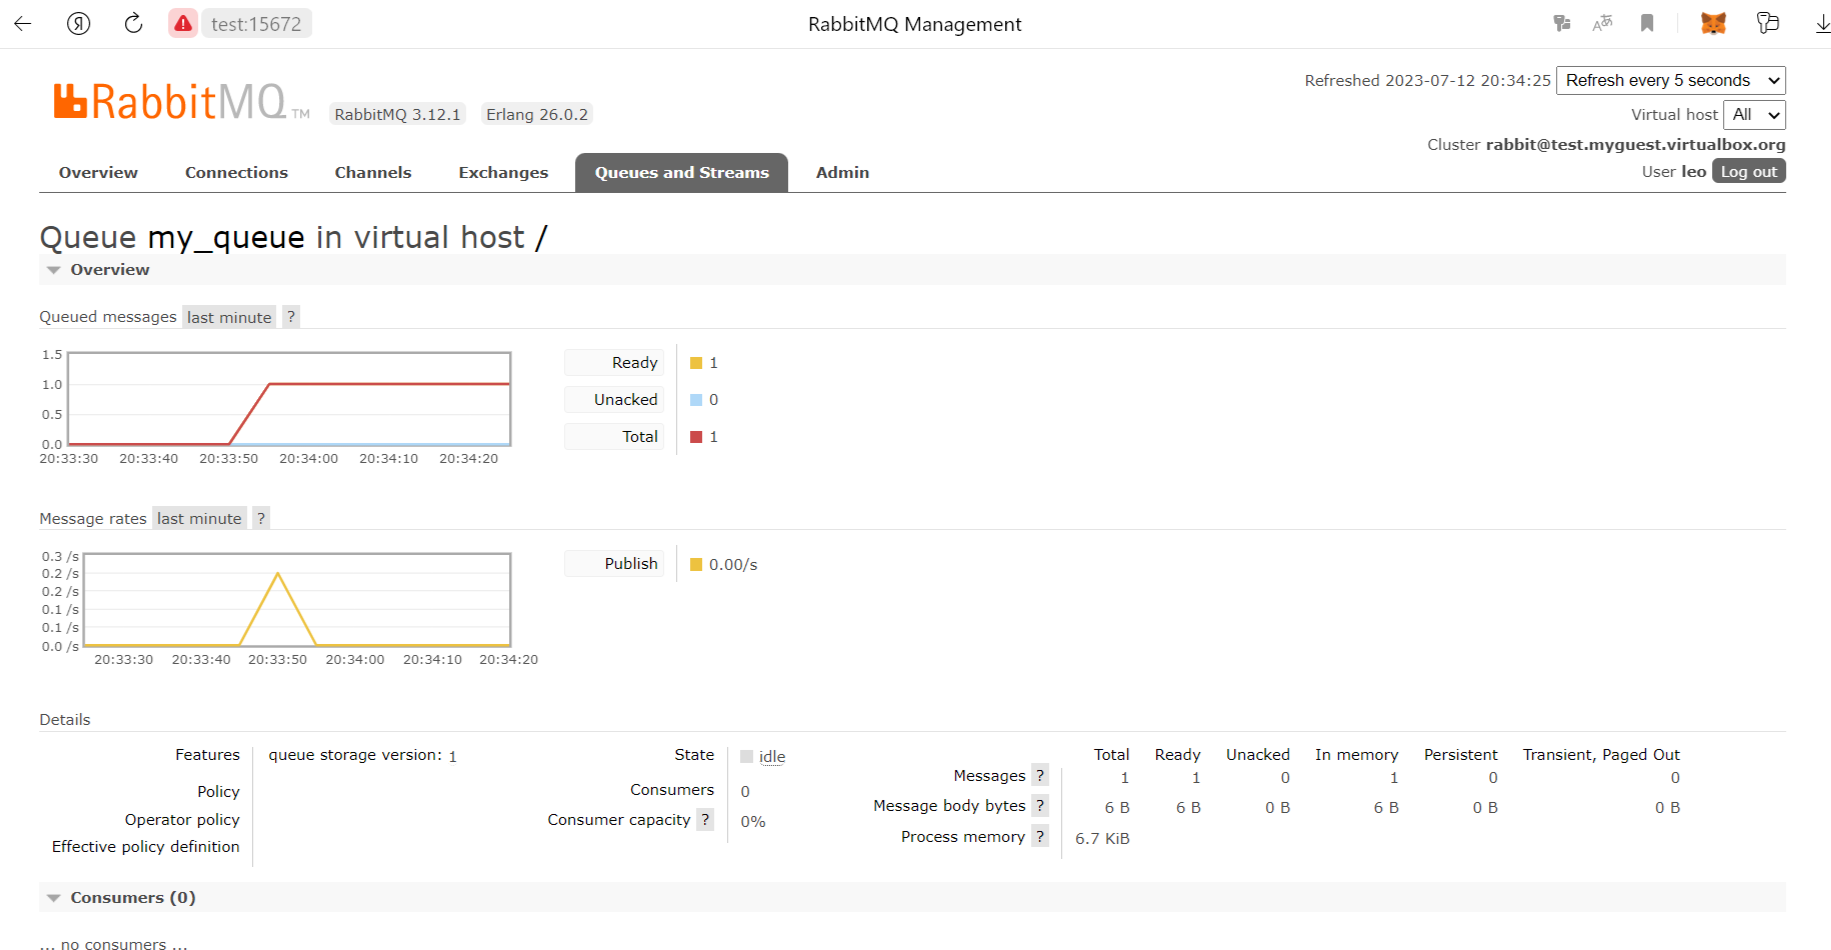 test:15672
RabbitMQ Management
RabbitMQ TM
RabbitMQ 3.12.1
Erlang 26.0.2
Refreshed 2023-07-12 20:34:25 Refresh every 5 seconds
Virtual host All
Cluster rabbit@test.myguest.virtualbox.org
User leo Log out
Overview Connections Channels Exchanges Queues and Streams Admin
Queue my_queue in virtual host /
Overview
Queued messages last minute ?
1.5
1.0
0.5
0.0
20:33:30 20:33:40 20:33:50 20:34:00 20:34:10 20:34:20
Ready 1
Unacked 0
Total 1
Message rates last minute ?
0.3 /s
0.2 /s
0.2 /s
0.1 /s
0.1 /s
0.0 /s
20:33:30 20:33:40 20:33:50 20:34:00 20:34:10 20:34:20
Publish 0.00/s
Details
Features queue storage version: 1
Policy
Operator policy
Effective policy definition
State idle
Consumers 0
Consumer capacity ? 0%
Total Ready Unacked In memory Persistent Transient, Paged Out
Messages ? 1 1 0 1 0 0
Message body bytes ? 6 B 6 B 0 B 6 B 0 B 0 B
Process memory ? 6.7 KiB
Consumers (0)
... no consumers ...